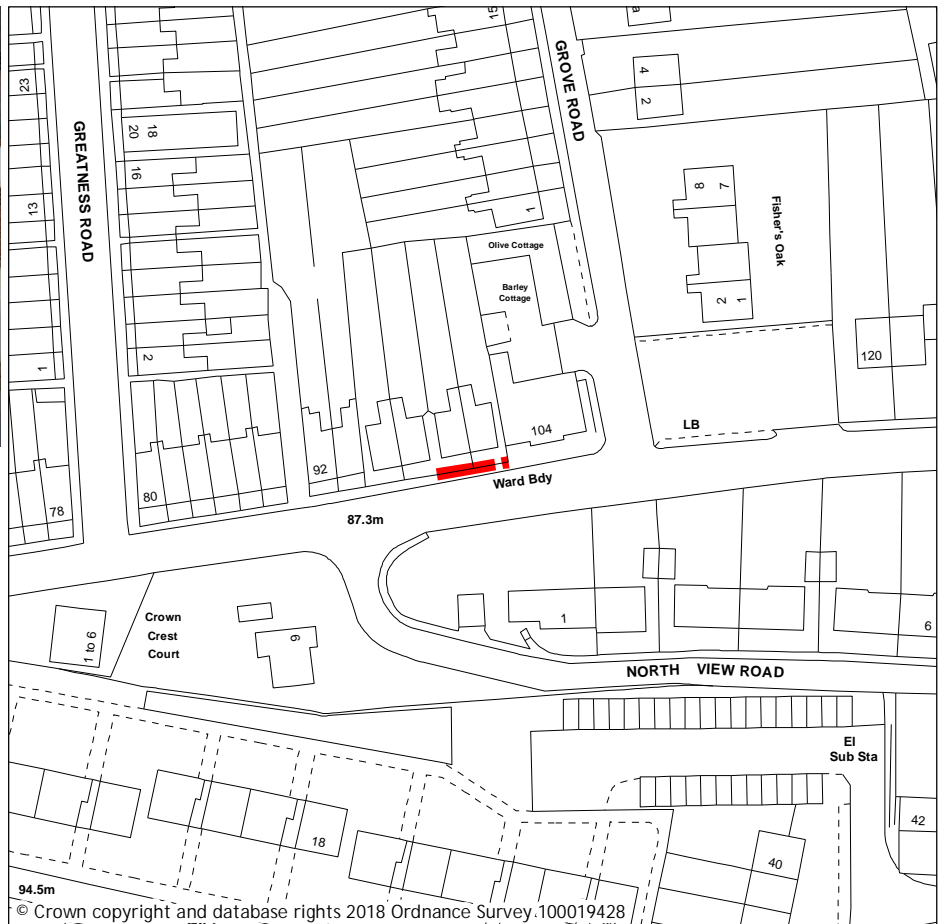 15
a
GROVE ROAD
4
2
23
GREATNESS ROAD
20
18
16
13
1
8
7
Fisher's Oak
Olive Cottage
Barley
Cottage
2
1
1
2
120
104
LB
92
Ward Bdy
80
78
87.3m
Crown
Crest
Court
1 to 6
9
1
6
NORTH VIEW ROAD
El
Sub Sta
18
42
40
94.5m
© Crown copyright and database rights 2018 Ordnance Survey 100019428